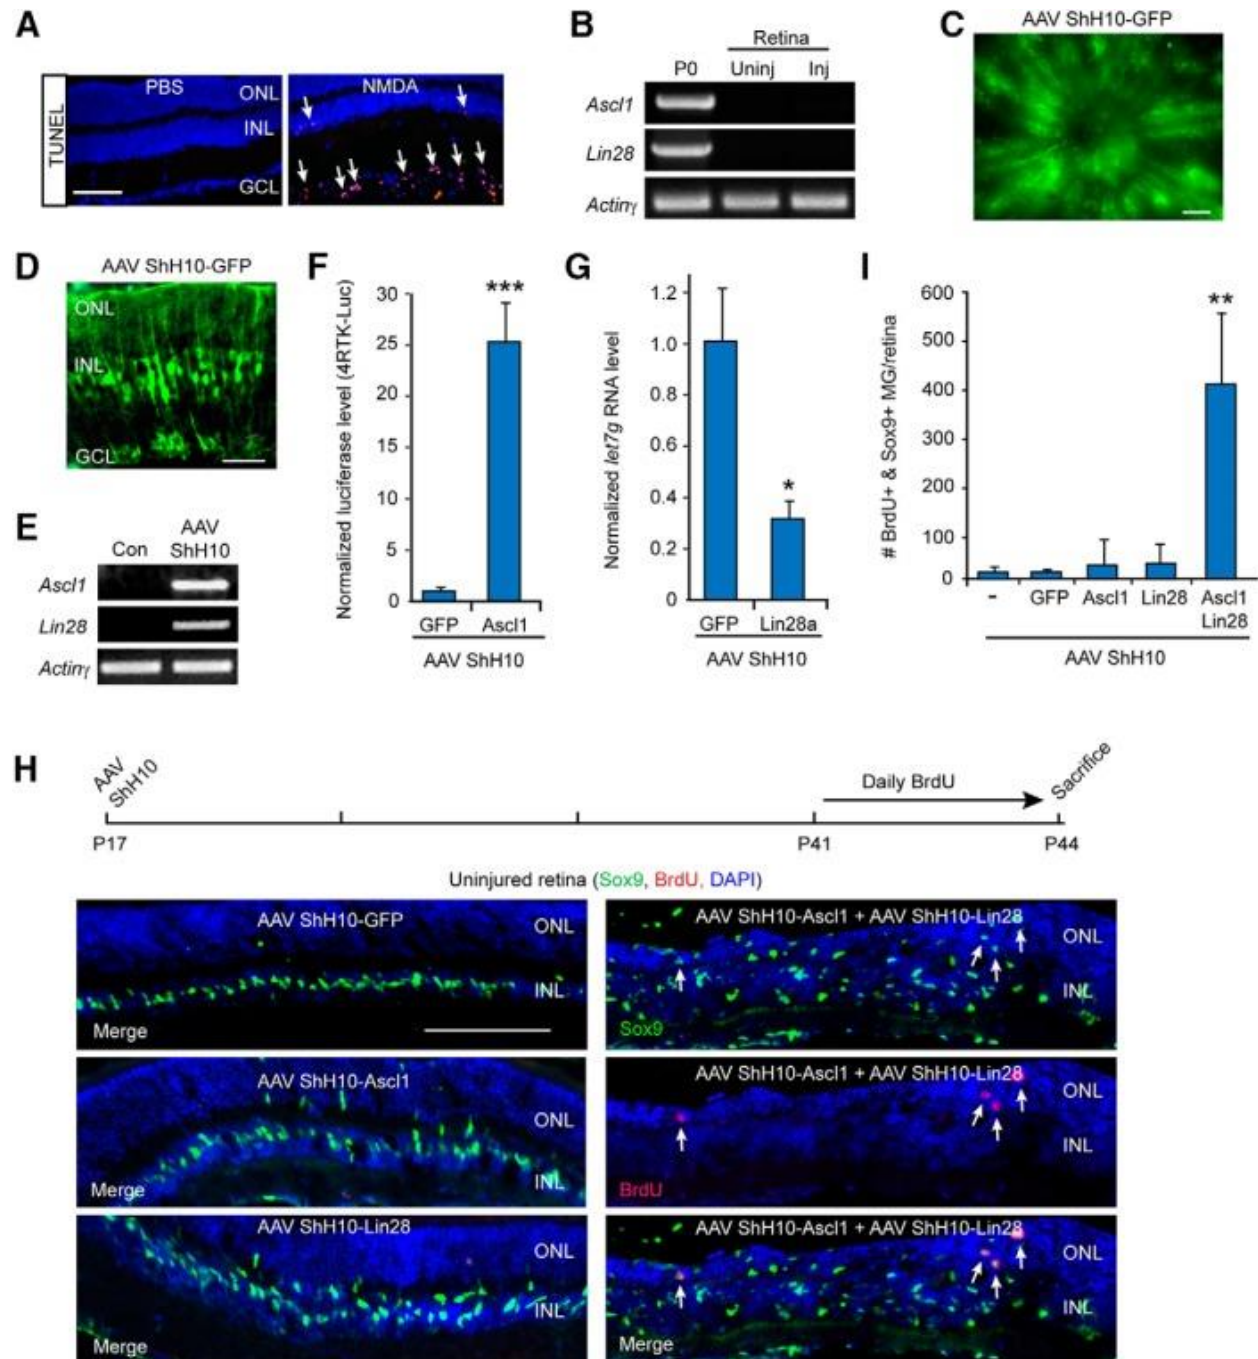 A
PBS
NMDA
ONL
INL
GCL
TUNEL
B
Retina
P0
Uninj
Inj
Ascl1
Lin28
Actinγ
C
AAV ShH10-GFP
D
AAV ShH10-GFP
ONL
INL
GCL
E
Con
AAV
ShH10
Ascl1
Lin28
Actinγ
F
Normalized luciferase level (4RTK-Luc)
30
25
20
15
10
5
0
***
GFP
Ascl1
AAV ShH10
G
Normalized let7g RNA level
1.2
1.0
0.8
0.6
0.4
0.2
0
*
GFP
Lin28a
AAV ShH10
I
# BrdU+ & Sox9+ MG/retina
600
500
400
300
200
100
0
**
-
GFP
Ascl1
Lin28
Ascl1
Lin28
AAV ShH10
H
AAV
ShH10
Daily BrdU
Sacrifice
P17
P41
P44
Uninjured retina (Sox9, BrdU, DAPI)
AAV ShH10-GFP
ONL
INL
Merge
AAV ShH10-Ascl1
ONL
INL
Merge
AAV ShH10-Lin28
ONL
INL
Merge
AAV ShH10-Ascl1 + AAV ShH10-Lin28
ONL
INL
Sox9
AAV ShH10-Ascl1 + AAV ShH10-Lin28
ONL
INL
BrdU
AAV ShH10-Ascl1 + AAV ShH10-Lin28
ONL
INL
Merge